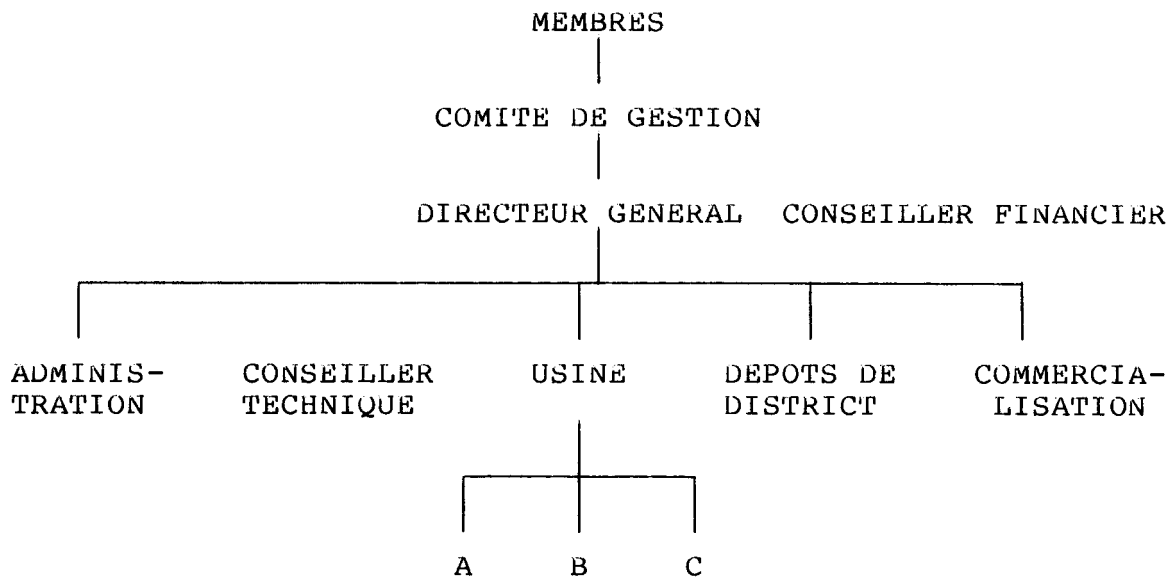 MEMBRES
COMITE DE GESTION
DIRECTEUR GENERAL CONSEILLER FINANCIER
ADMINIS- CONSEILLER USINE DEPOTS DE COMMERCIA-
TRATION TECHNIQUE DISTRICT LISATION
A B C